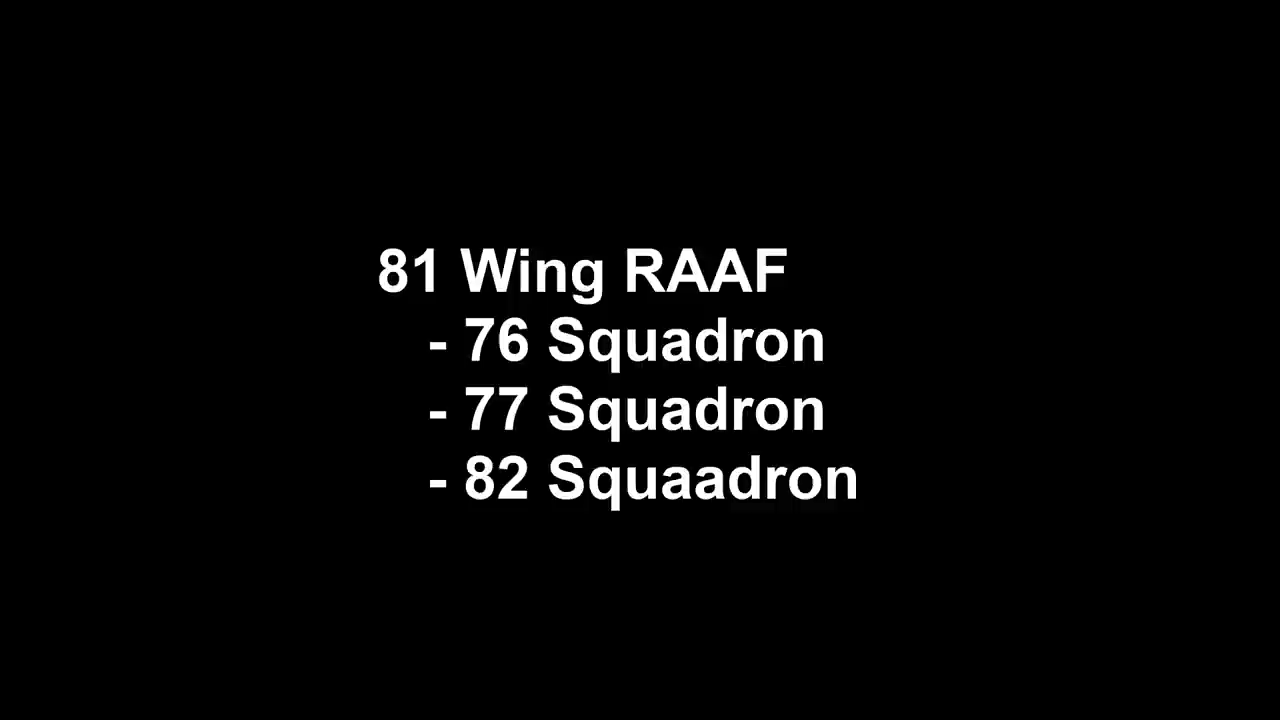 81 Wing RAAF
- 76 Squadron
- 77 Squadron
- 82 Squaadron